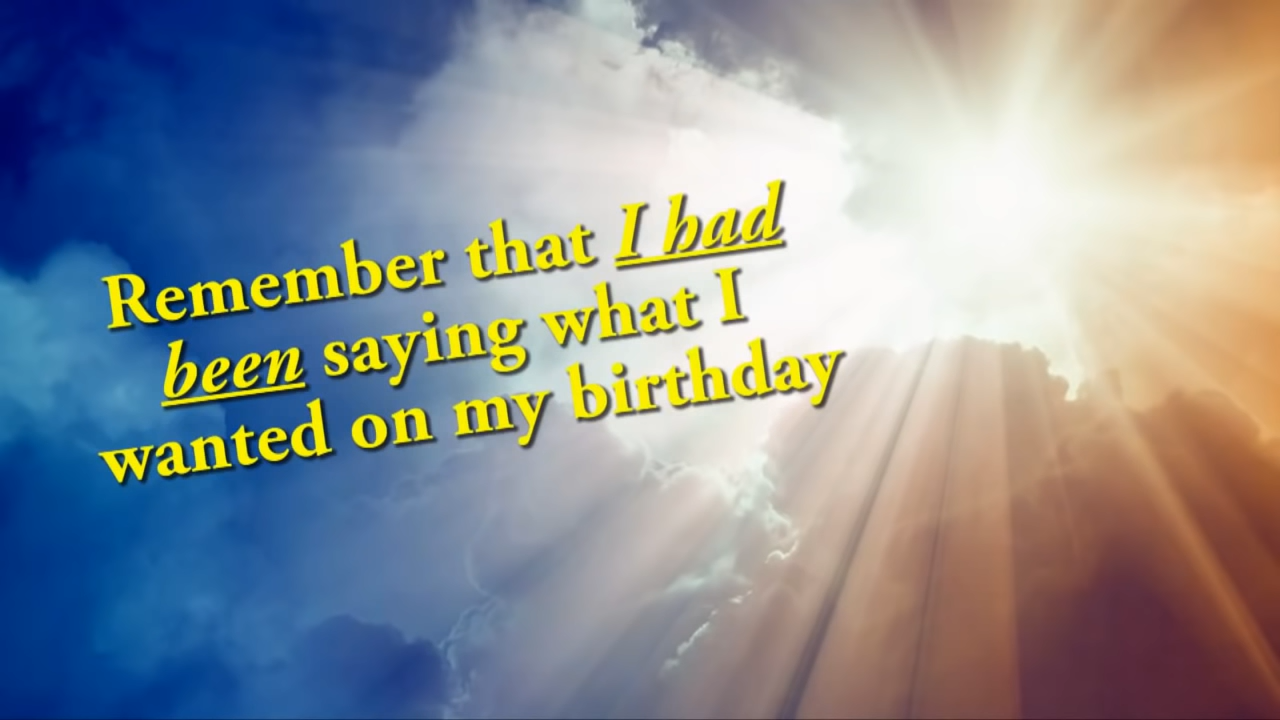 Remember that I had
been saying what I
wanted on my birthday